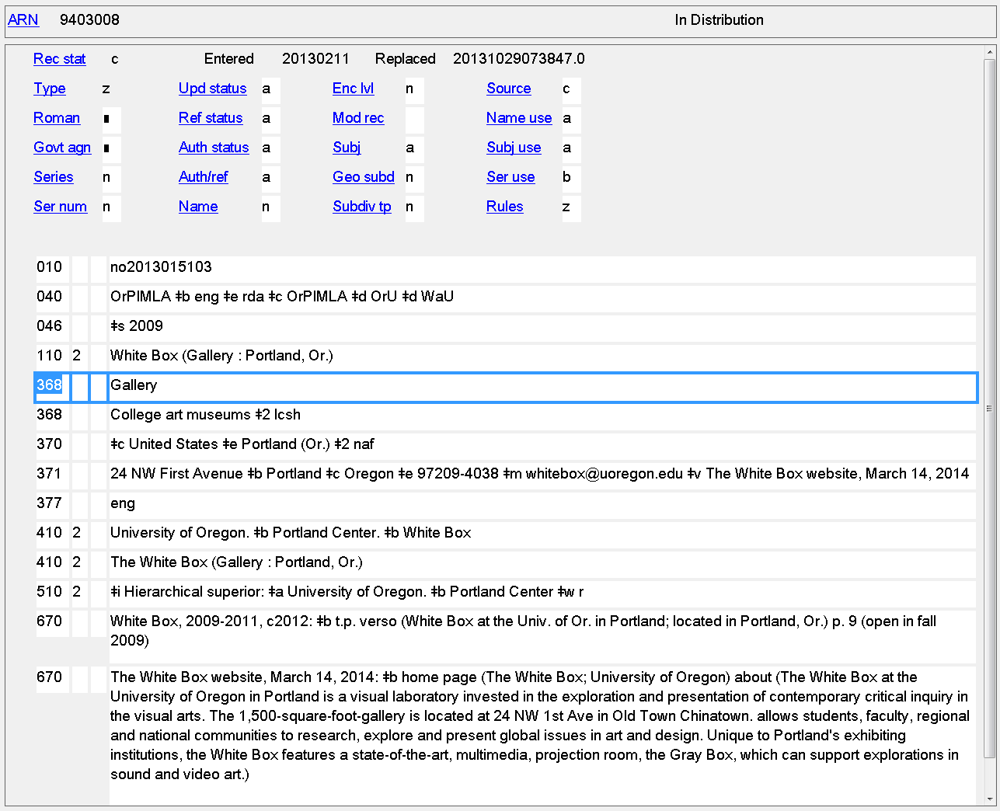 ARN 9403008 In Distribution
Rec stat c Entered 20130211 Replaced 20131029073847.0
Type z Upd status a Enc lvl n Source c
Roman ∎ Ref status a Mod rec Name use a
Govt agn ∎ Auth status a Subj a Subj use a
Series n Auth/ref a Geo subd n Ser use b
Ser num n Name n Subdiv tp n Rules z
010 no2013015103
040 OrPIMLA ǂb eng ǂe rda ǂc OrPIMLA ǂd OrU ǂd WaU
046 ǂs 2009
110 2 White Box (Gallery : Portland, Or.)
368 Gallery
368 College art museums ǂ2 lcsh
370 ǂc United States ǂe Portland (Or.) ǂ2 naf
371 24 NW First Avenue ǂb Portland ǂc Oregon ǂe 97209-4038 ǂm whitebox@uoregon.edu ǂv The White Box website, March 14, 2014
377 eng
410 2 University of Oregon. ǂb Portland Center. ǂb White Box
410 2 The White Box (Gallery : Portland, Or.)
510 2 ǂi Hierarchical superior: ǂa University of Oregon. ǂb Portland Center ǂw r
670 White Box, 2009-2011, c2012: ǂb t.p. verso (White Box at the Univ. of Or. in Portland; located in Portland, Or.) p. 9 (open in fall
2009)
670 The White Box website, March 14, 2014: ǂb home page (The White Box; University of Oregon) about (The White Box at the
University of Oregon in Portland is a visual laboratory invested in the exploration and presentation of contemporary critical inquiry in
the visual arts. The 1,500-square-foot-gallery is located at 24 NW 1st Ave in Old Town Chinatown. allows students, faculty, regional
and national communities to research, explore and present global issues in art and design. Unique to Portland's exhibiting
institutions, the White Box features a state-of-the-art, multimedia, projection room, the Gray Box, which can support explorations in
sound and video art.)